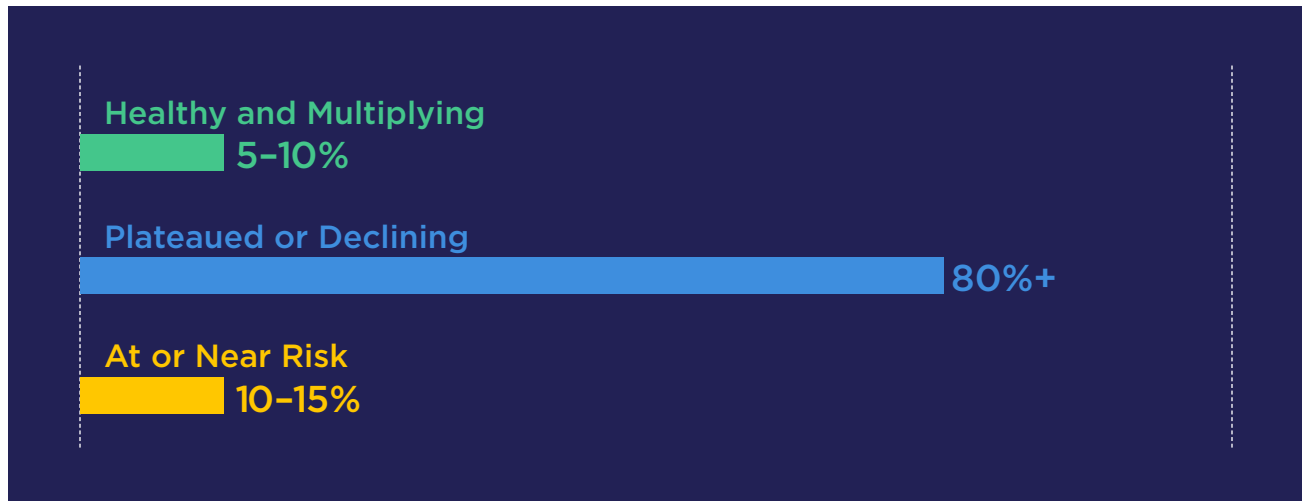 Healthy and Multiplying
5–10%
Plateaued or Declining
80%+
At or Near Risk
10–15%